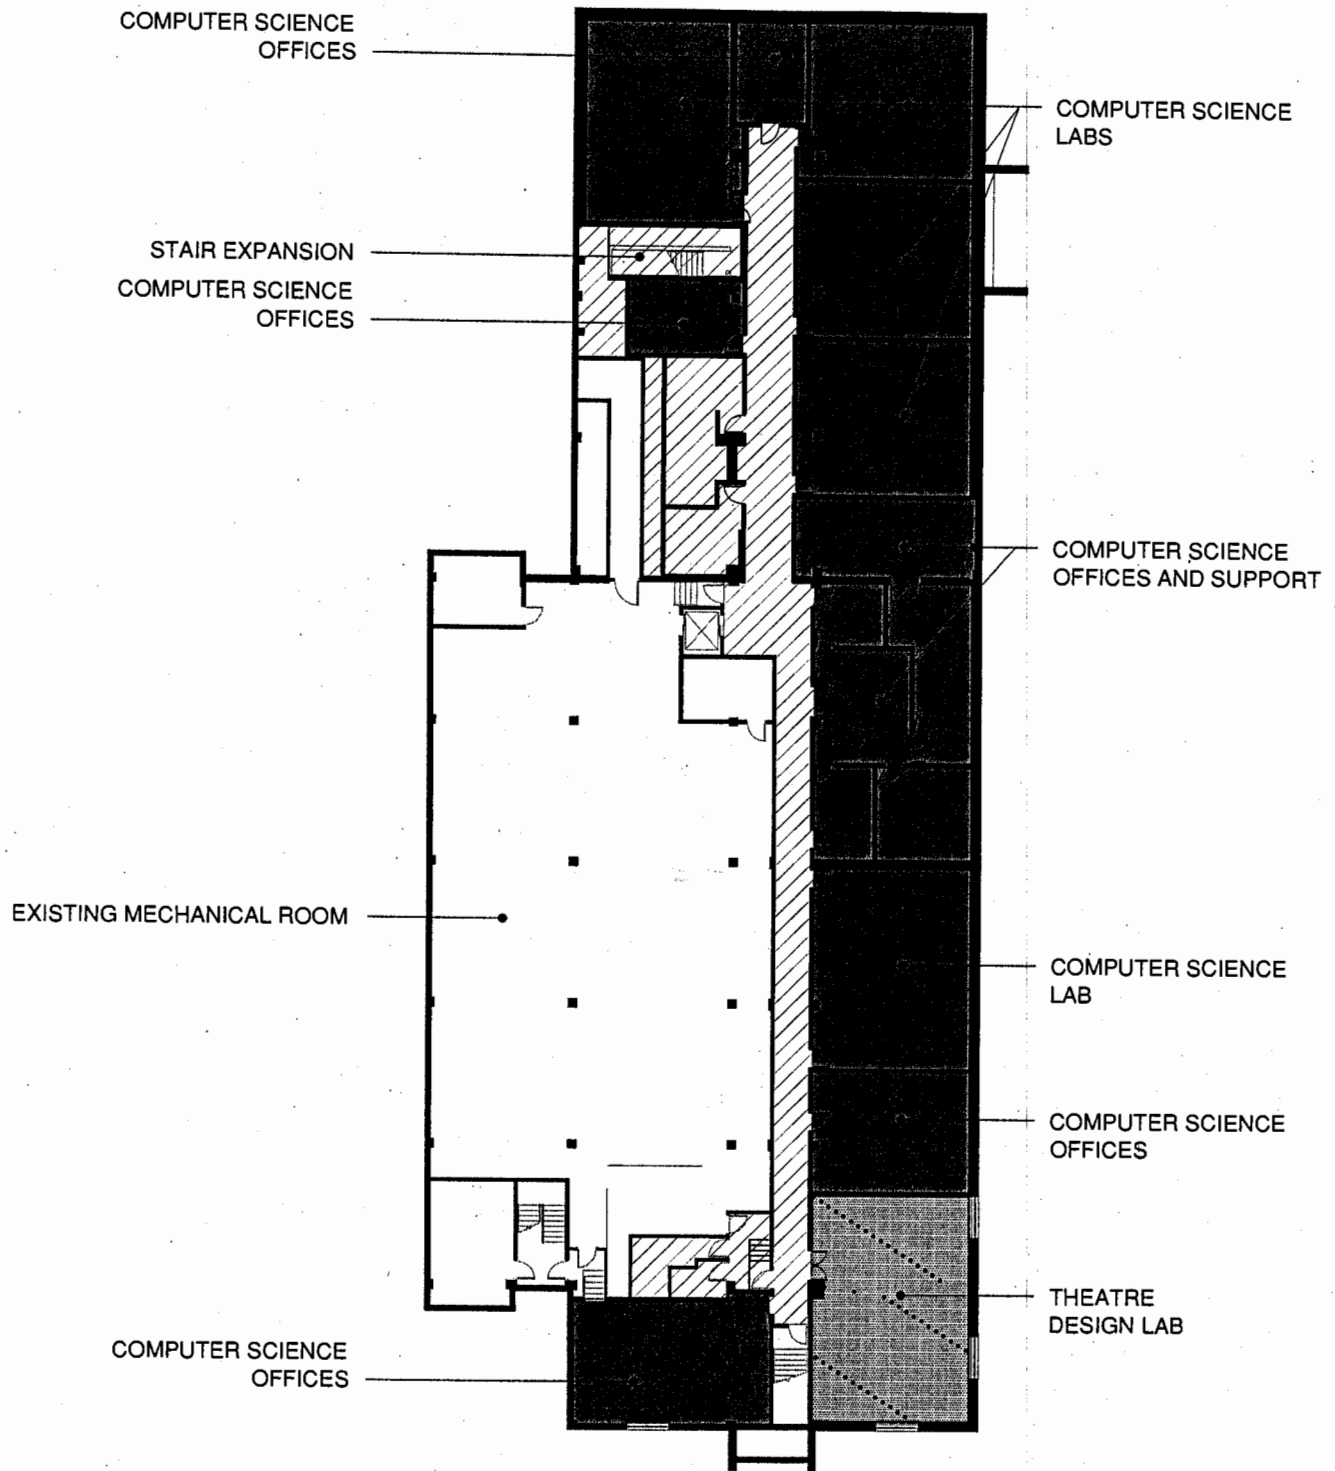 COMPUTER SCIENCE
OFFICES
COMPUTER SCIENCE
LABS
STAIR EXPANSION
COMPUTER SCIENCE
OFFICES
COMPUTER SCIENCE
OFFICES AND SUPPORT
EXISTING MECHANICAL ROOM
COMPUTER SCIENCE
LAB
COMPUTER SCIENCE
OFFICES
THEATRE
DESIGN LAB
COMPUTER SCIENCE
OFFICES